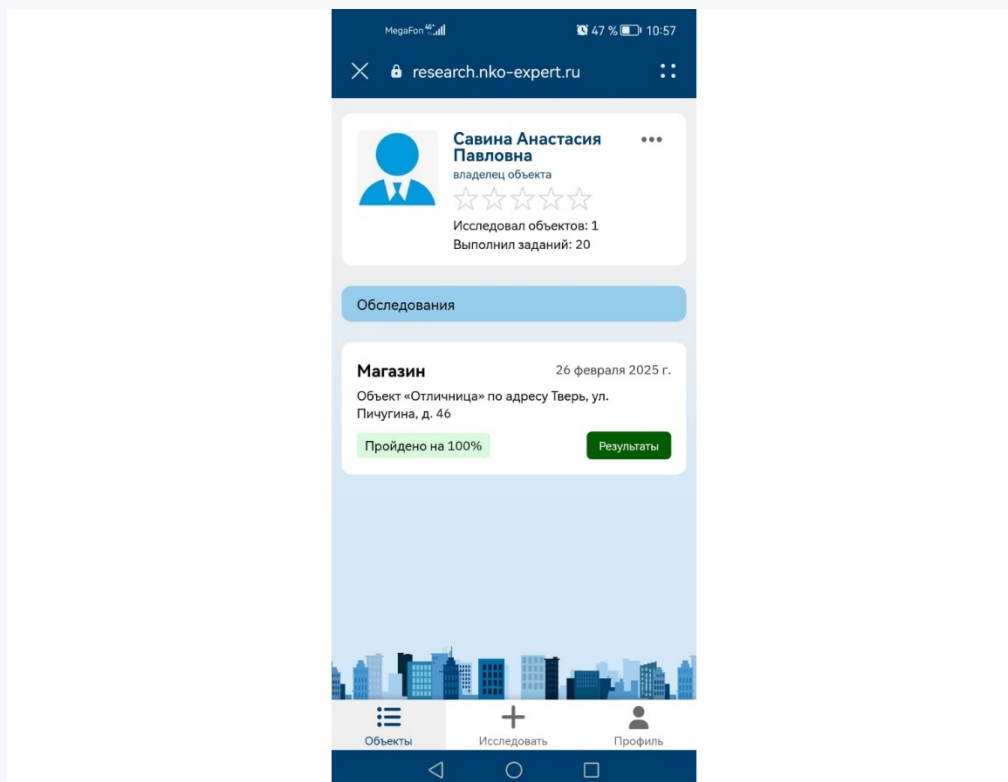 MegaFon 4G+ 47 % 10:57
research.nko-expert.ru
Савина Анастасия
Павловна
владелец объекта
Исследовал объектов: 1
Выполнил заданий: 20
Обследования
Магазин 26 февраля 2025 г.
Объект «Отличница» по адресу Тверь, ул.
Пичугина, д. 46
Пройдено на 100% Результаты
Объекты Исследовать Профиль